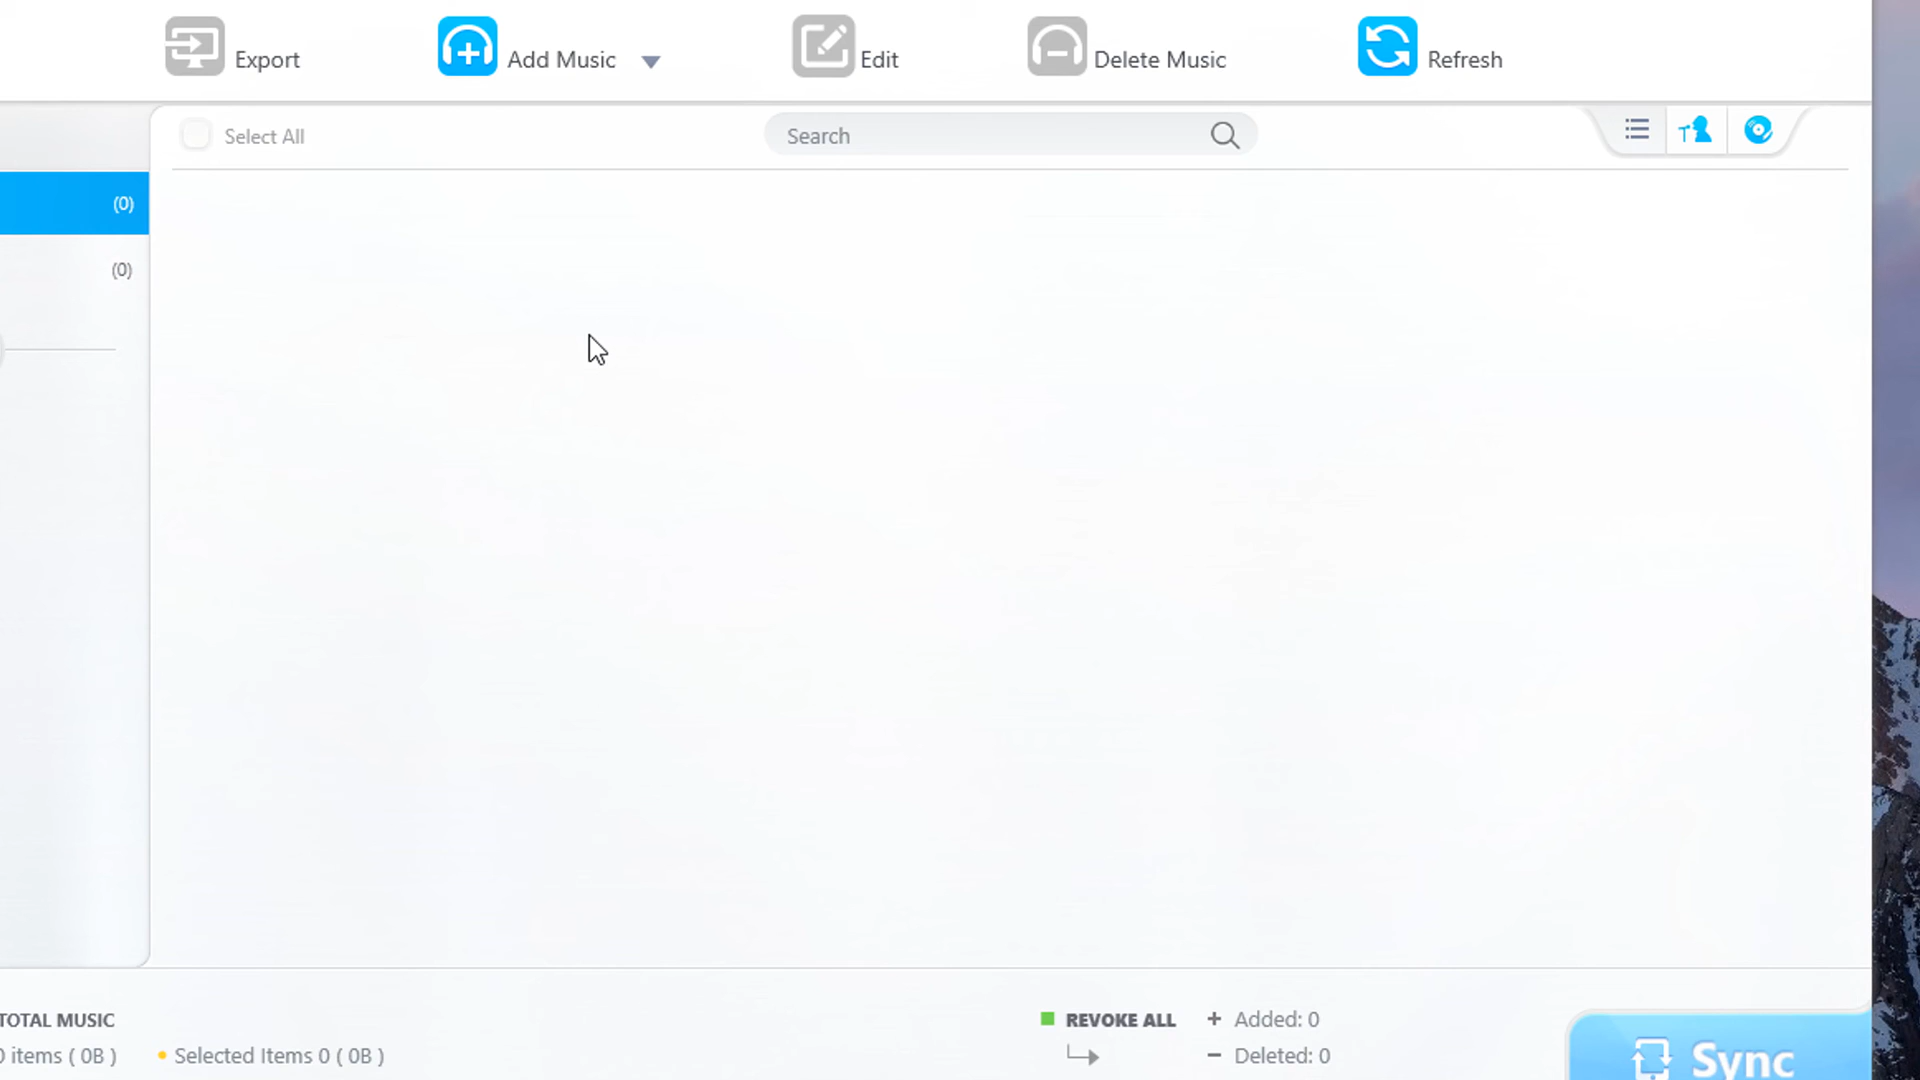 Export
Add Music
Edit
Delete Music
Refresh
Select All
Search
(0)
(0)
TOTAL MUSIC
0 items ( 0B )
Selected Items 0 ( 0B )
REVOKE ALL
+ Added: 0
− Deleted: 0
Sync